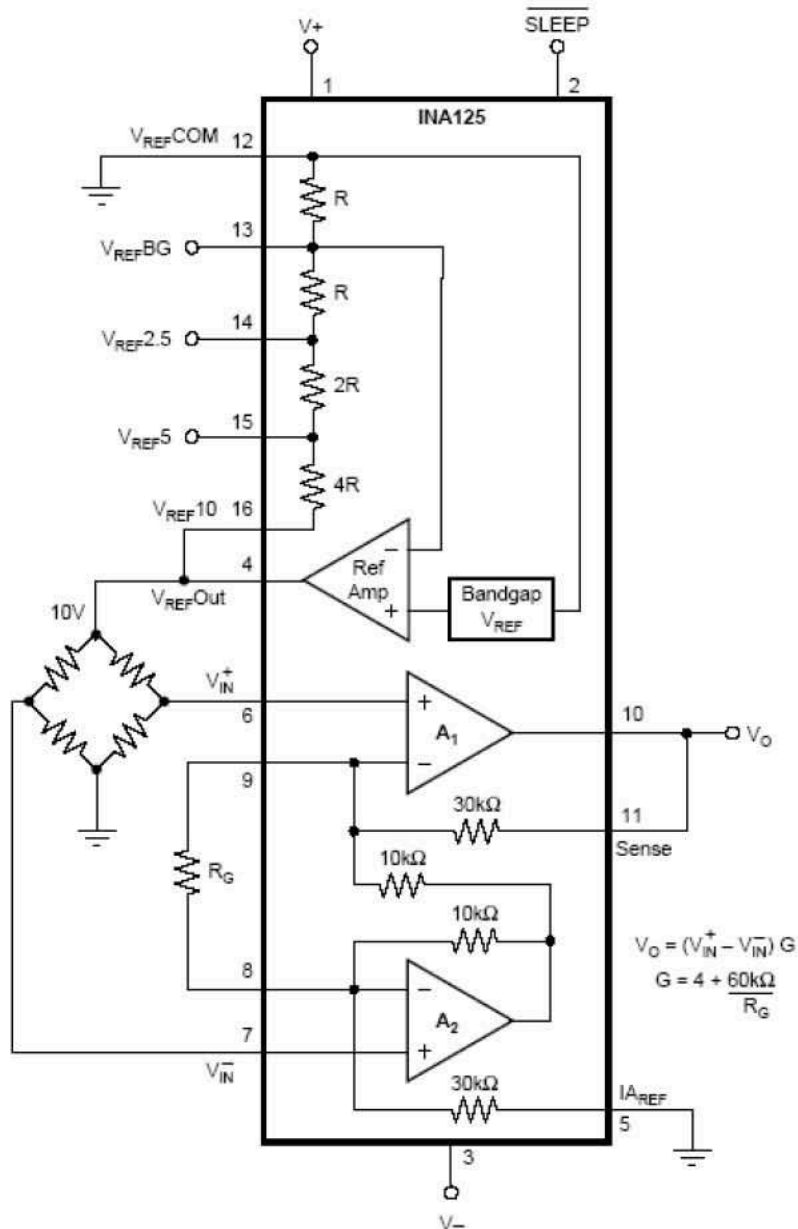 V+
SLEEP
1
2
INA125
VREFCOM
12
R
13
VREFBG
R
14
VREF2.5
2R
15
VREF5
4R
VREF10
16
4
VREFOut
−
Ref
Amp
+
Bandgap
VREF
10V
V+IN
6
+
A1
−
10
VO
9
30kΩ
11
Sense
10kΩ
RG
10kΩ
8
−
A2
+
7
V−IN
30kΩ
IAREF
5
VO = (V+IN – V−IN) G
G = 4 + 60kΩ
RG
3
V–